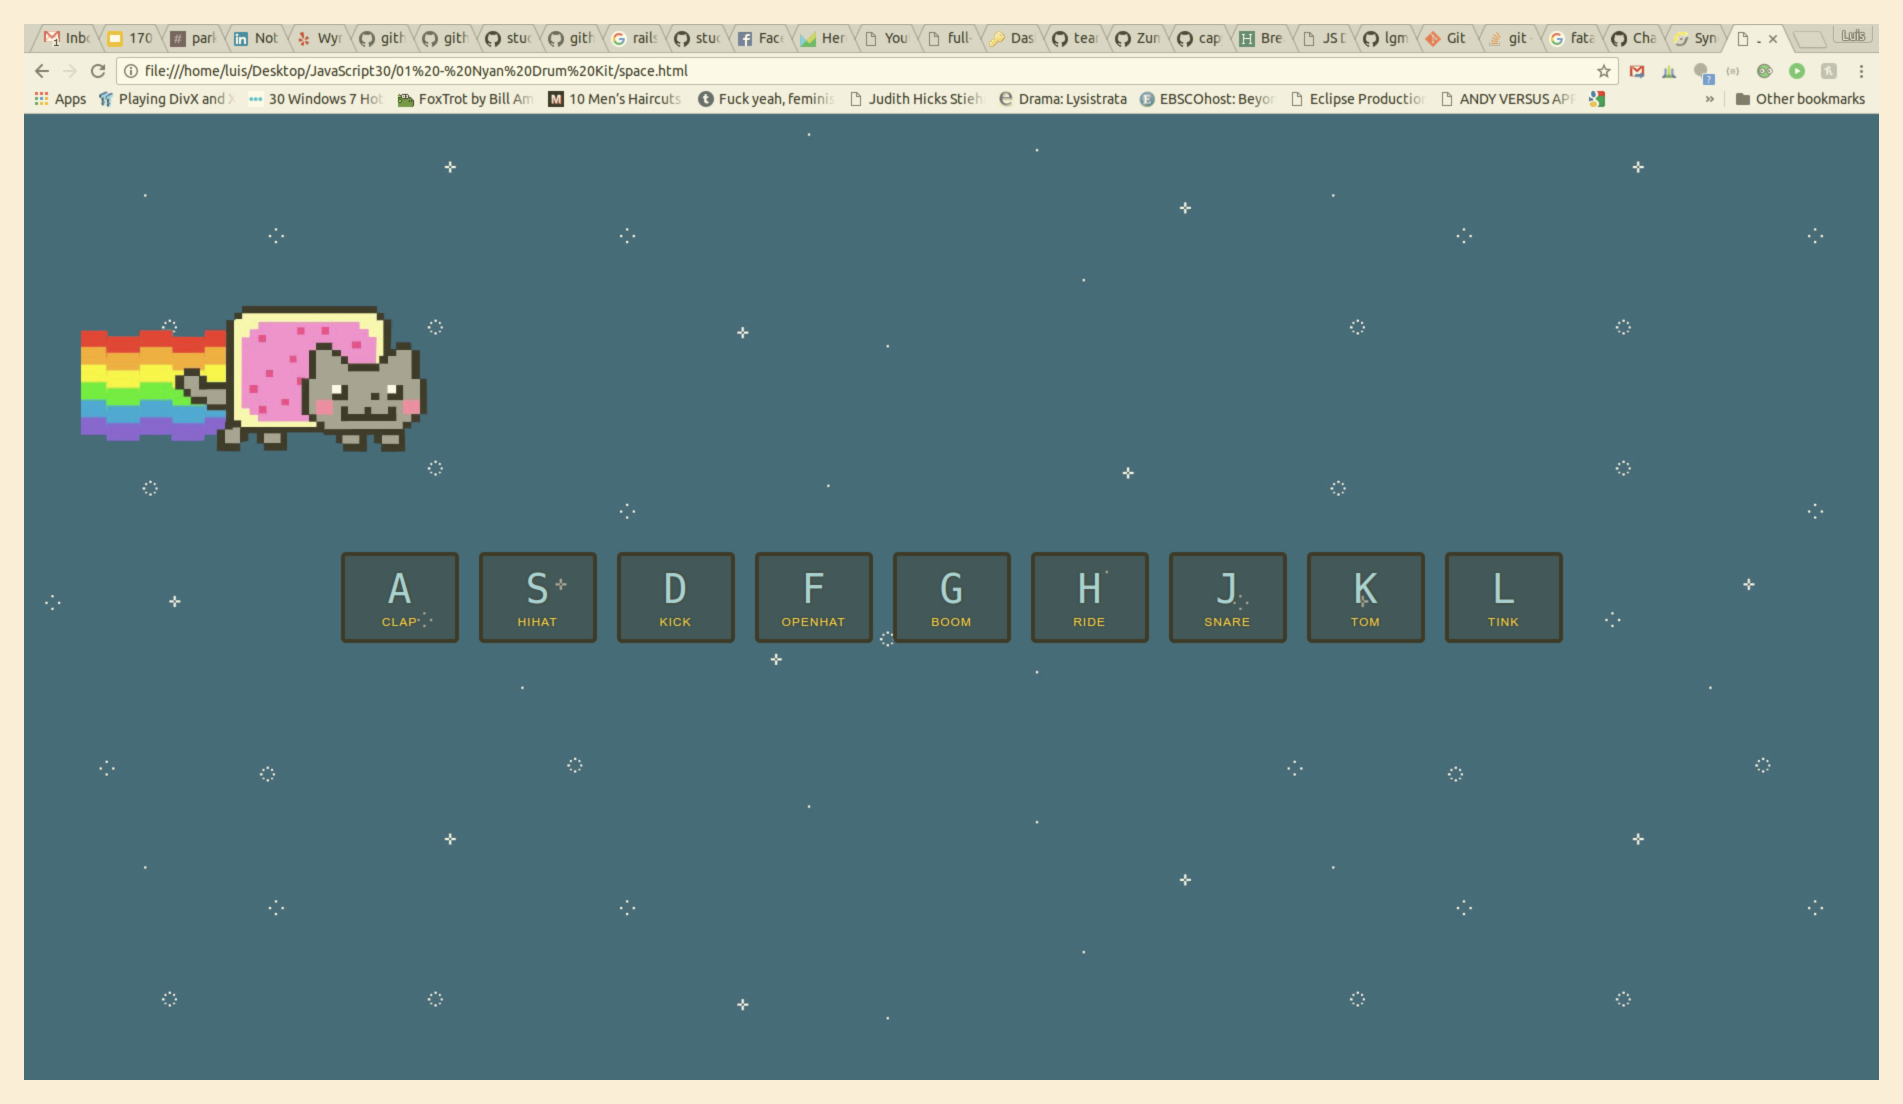 Inb 170 # par in Not Wy gith gith stu gith rail stu Fac Her You full- Das tea Zun cap Bre JS D lgm Git git - fata Cha Syn . × Luis
file:///home/luis/Desktop/JavaScript30/01%20-%20Nyan%20Drum%20Kit/space.html
Apps Playing DivX and 30 Windows 7 Hot FoxTrot by Bill Am M 10 Men's Haircuts Fuck yeah, feminis Judith Hicks Stieh Drama: Lysistrata EBSCOhost: Beyo Eclipse Productio ANDY VERSUS AP » Other bookmarks
A S D F G H J K L
CLAP HIHAT KICK OPENHAT BOOM RIDE SNARE TOM TINK